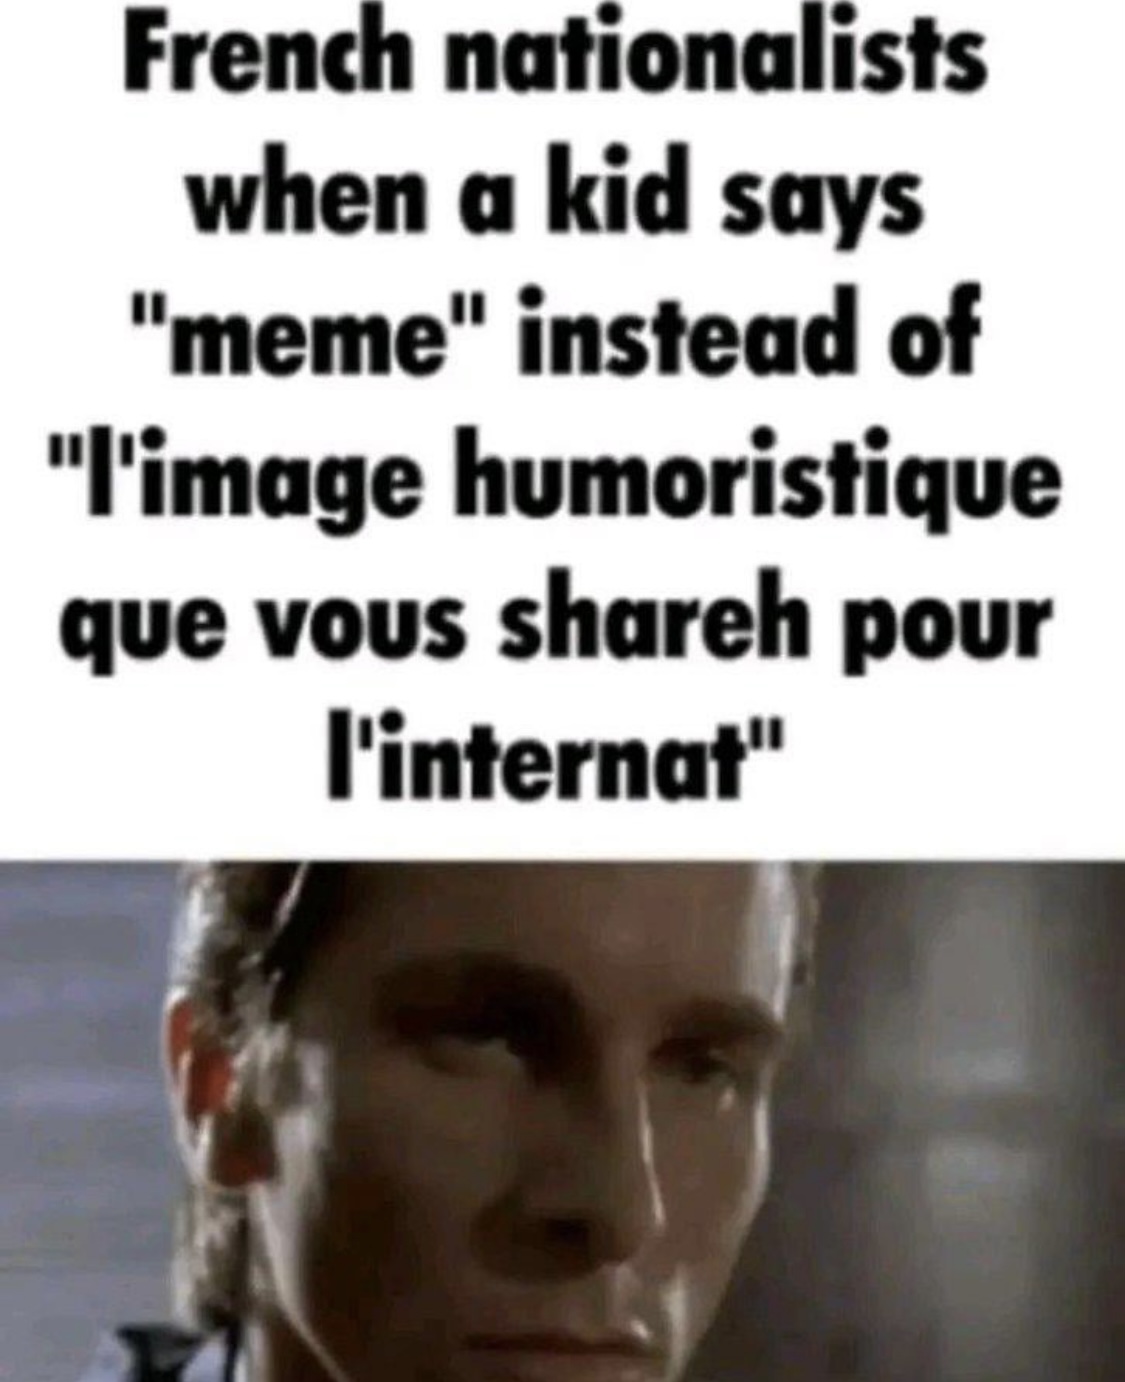 French nationalists
when a kid says
"meme" instead of
"l'image humoristique
que vous shareh pour
l'internat"